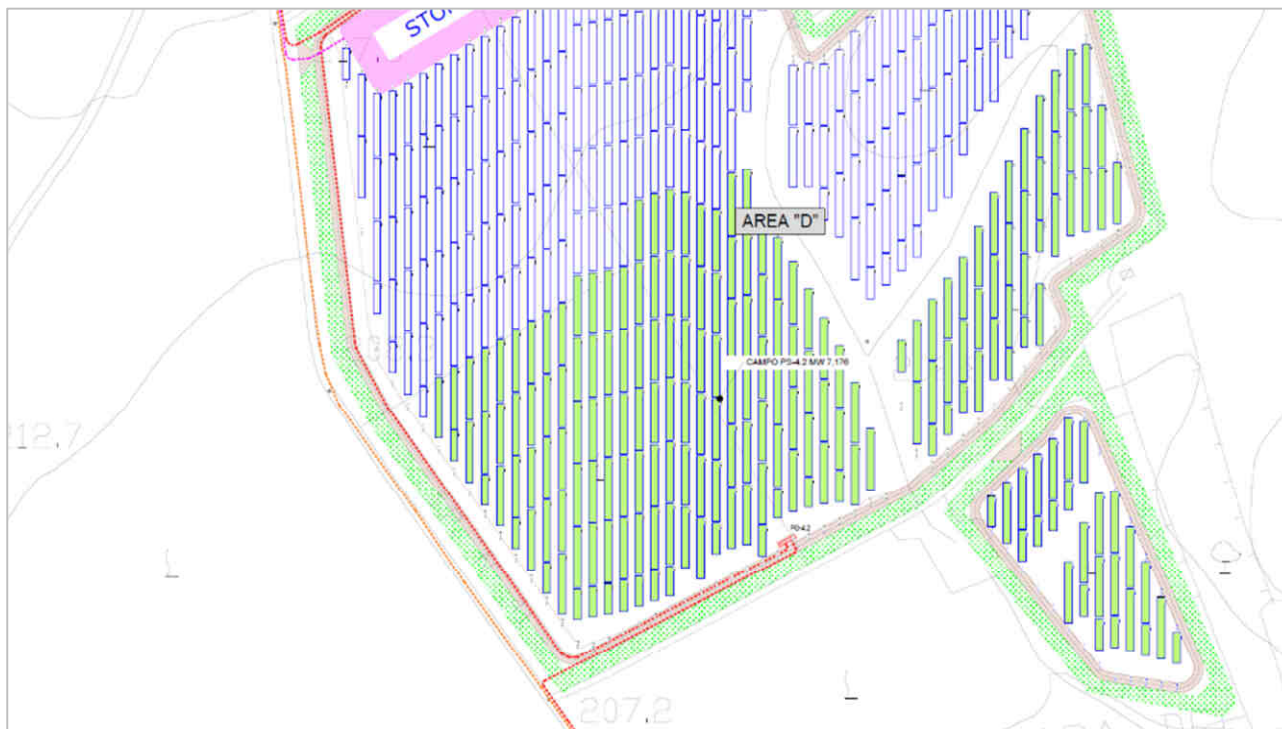 STO
AREA "D"
CAMPO PS-4.2 MW 7,176
PS-4.2
212,7
207,2